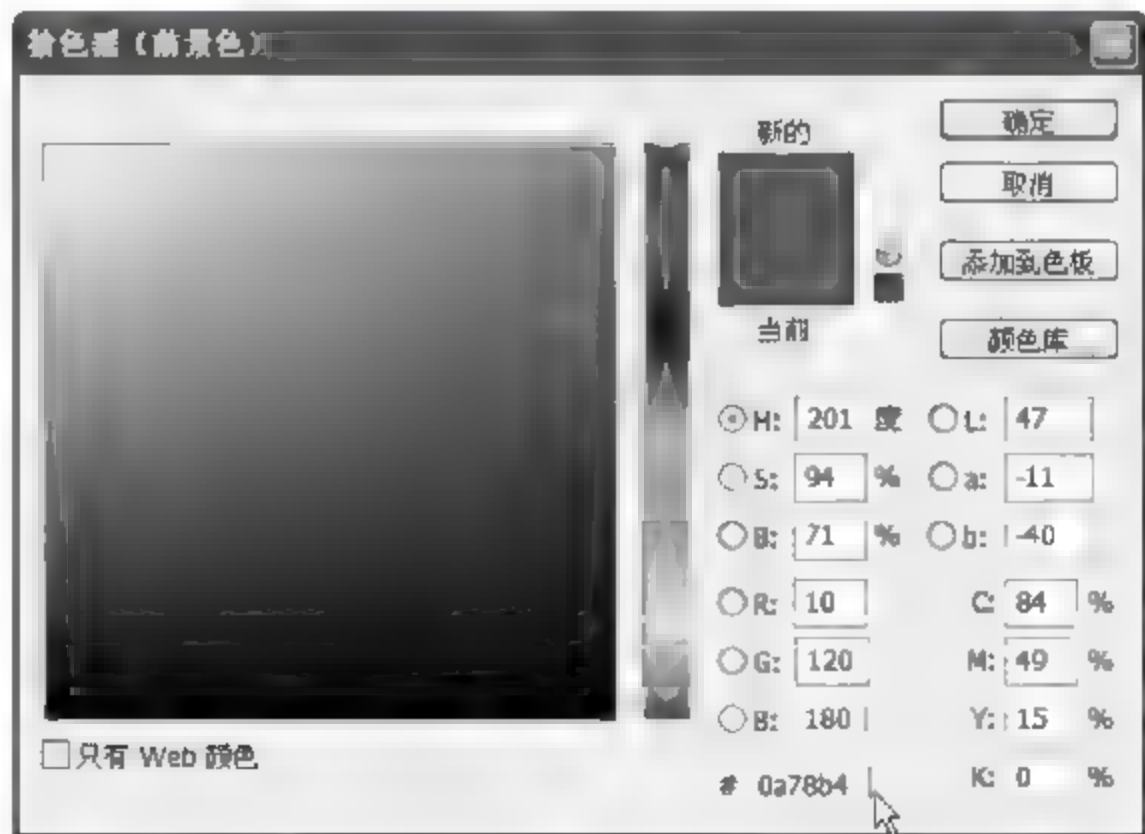 拾色器（前景色）
新的
当前
确定
取消
添加到色板
颜色库
H: 201 度
S: 94 %
B: 71 %
R: 10
G: 120
B: 180
# 0a78b4
L: 47
a: -11
b: -40
C: 84 %
M: 49 %
Y: 15 %
K: 0 %
只有 Web 颜色